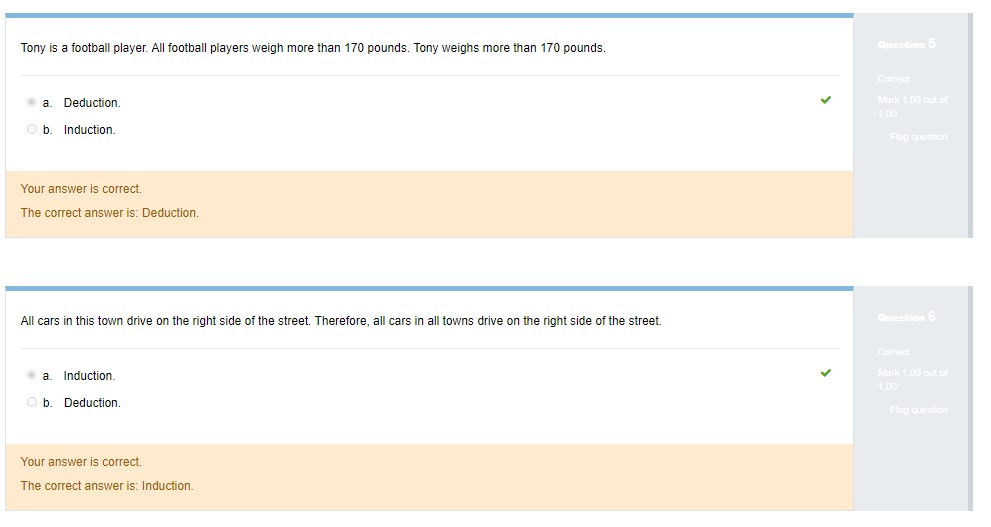 Tony is a football player. All football players weigh more than 170 pounds. Tony weighs more than 170 pounds.
a. Deduction.
b. Induction.
Your answer is correct.
The correct answer is: Deduction.
Question 5
Correct
Mark 1.00 out of
1.00
Flag question
All cars in this town drive on the right side of the street. Therefore, all cars in all towns drive on the right side of the street.
a. Induction.
b. Deduction.
Your answer is correct.
The correct answer is: Induction.
Question 6
Correct
Mark 1.00 out of
1.00
Flag question